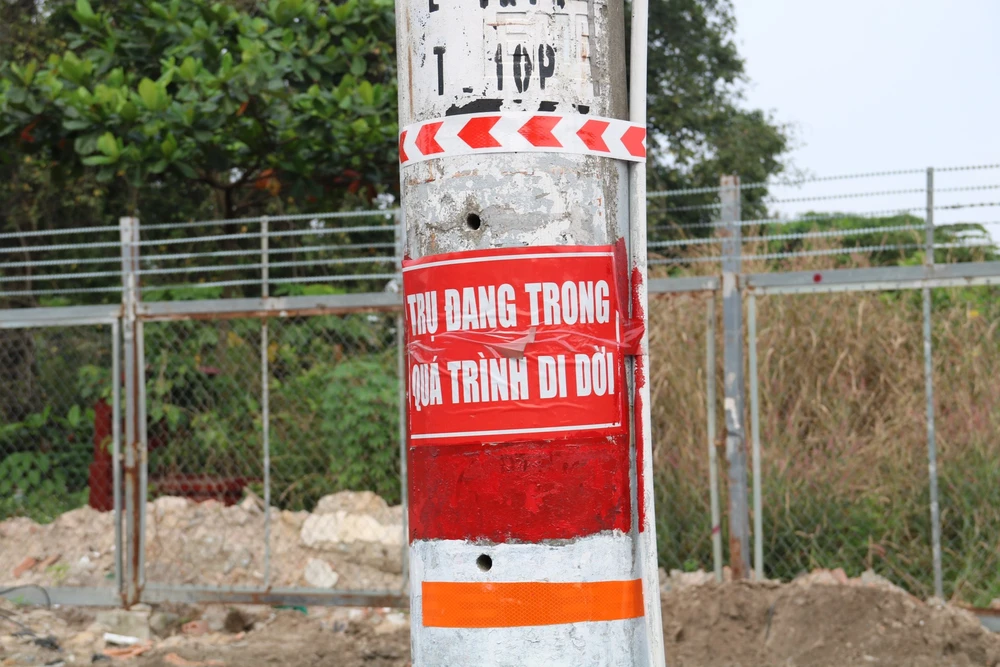 T_10P
TRỤ ĐANG TRONG
QUÁ TRÌNH DI DỜI